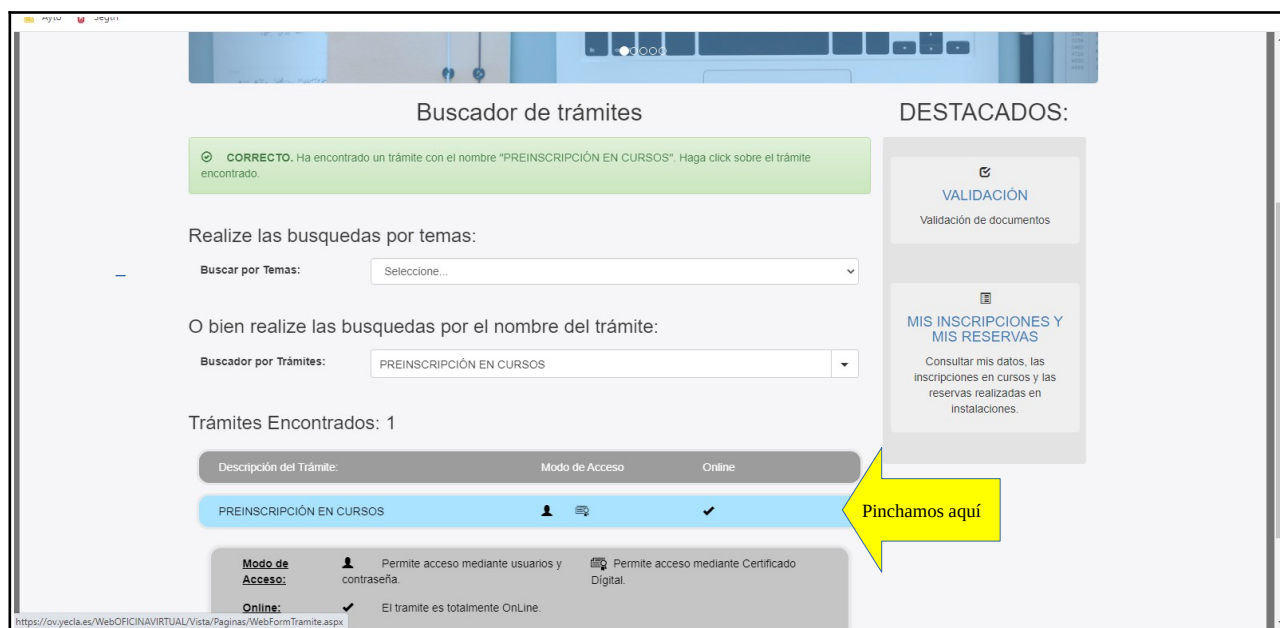 Buscador de trámites
DESTACADOS:
CORRECTO. Ha encontrado un trámite con el nombre "PREINSCRIPCIÓN EN CURSOS". Haga click sobre el trámite
encontrado.
VALIDACIÓN
Validación de documentos
Realize las busquedas por temas:
Buscar por Temas:
Seleccione...
MIS INSCRIPCIONES Y
MIS RESERVAS
Consultar mis datos, las
inscripciones en cursos y las
reservas realizadas en
instalaciones.
O bien realize las busquedas por el nombre del trámite:
Buscador por Trámites:
PREINSCRIPCIÓN EN CURSOS
Trámites Encontrados: 1
Descripción del Trámite: Modo de Acceso Online
PREINSCRIPCIÓN EN CURSOS
Pinchamos aquí
Modo de
Acceso:
Permite acceso mediante usuarios y
contraseña.
Permite acceso mediante Certificado
Dígital.
Online:
El tramite es totalmente OnLine.
https://ov.yecla.es/WebOFICINAVIRTUAL/Vista/Paginas/WebFormTramite.aspx